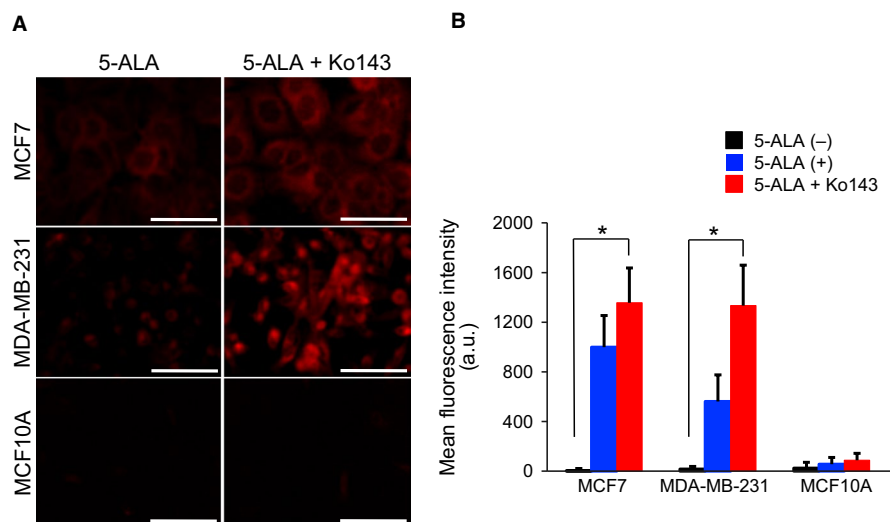 A
5-ALA
5-ALA + Ko143
MCF7
MDA-MB-231
MCF10A
B
5-ALA (–)
5-ALA (+)
5-ALA + Ko143
Mean fluorescence intensity
(a.u.)
2000
1600
1200
800
400
0
*
*
MCF7
MDA-MB-231
MCF10A